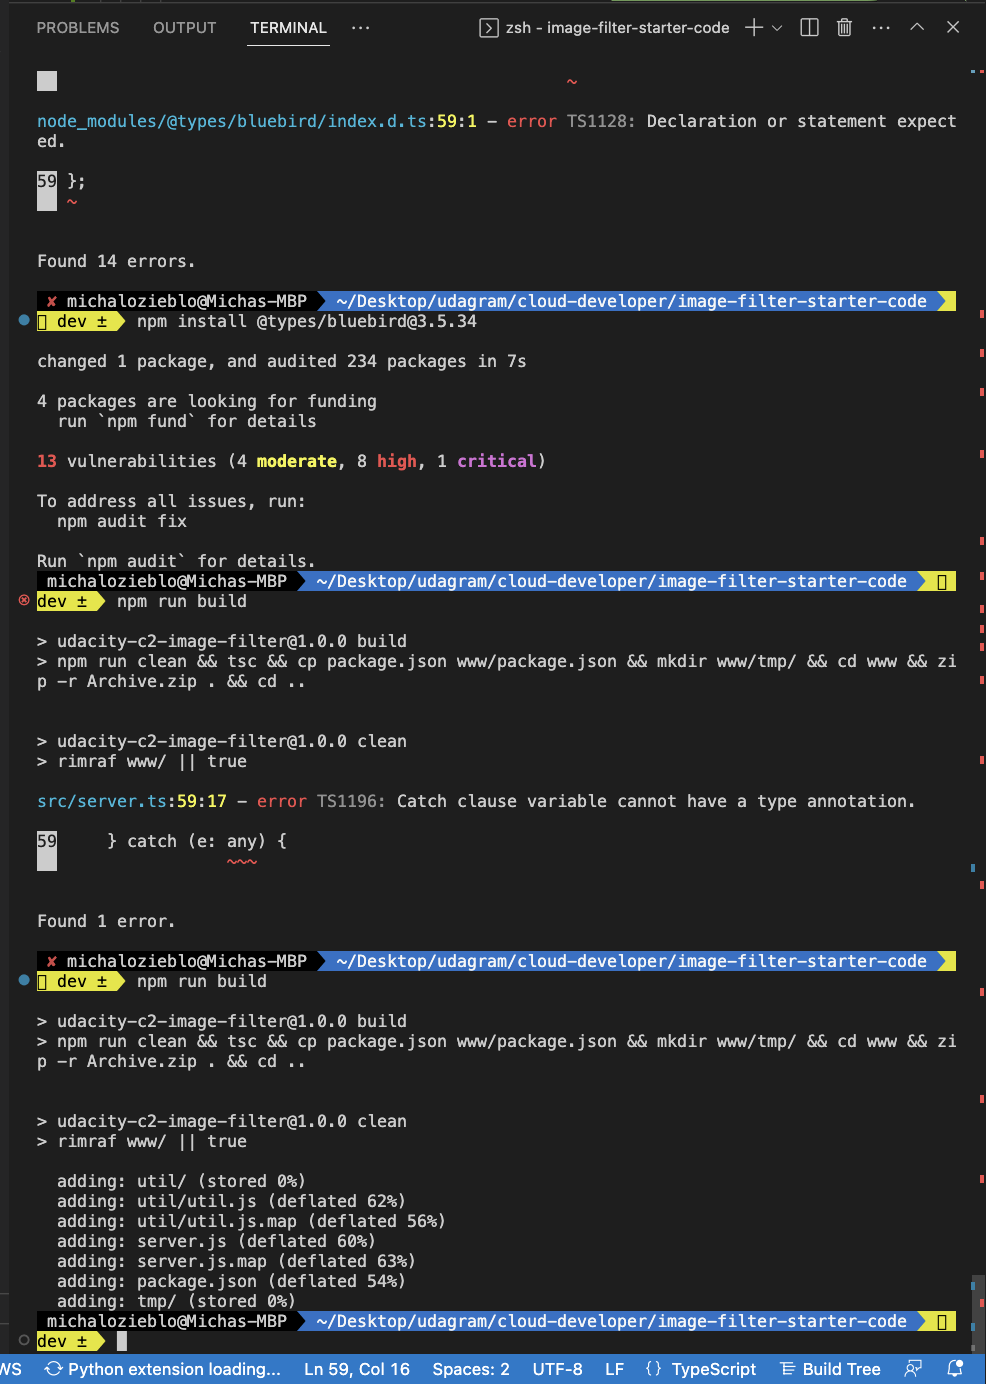 PROBLEMS OUTPUT TERMINAL ··· zsh - image-filter-starter-code
~
node_modules/@types/bluebird/index.d.ts:59:1 - error TS1128: Declaration or statement expect
ed.
59 };
~
Found 14 errors.
✘ michalozieblo@Michas-MBP ~/Desktop/udagram/cloud-developer/image-filter-starter-code
dev ± npm install @types/bluebird@3.5.34
changed 1 package, and audited 234 packages in 7s
4 packages are looking for funding
run `npm fund` for details
13 vulnerabilities (4 moderate, 8 high, 1 critical)
To address all issues, run:
npm audit fix
Run `npm audit` for details.
michalozieblo@Michas-MBP ~/Desktop/udagram/cloud-developer/image-filter-starter-code
dev ± npm run build
> udacity-c2-image-filter@1.0.0 build
> npm run clean && tsc && cp package.json www/package.json && mkdir www/tmp/ && cd www && zi
p -r Archive.zip . && cd ..
> udacity-c2-image-filter@1.0.0 clean
> rimraf www/ || true
src/server.ts:59:17 - error TS1196: Catch clause variable cannot have a type annotation.
59 } catch (e: any) {
~~~
Found 1 error.
✘ michalozieblo@Michas-MBP ~/Desktop/udagram/cloud-developer/image-filter-starter-code
dev ± npm run build
> udacity-c2-image-filter@1.0.0 build
> npm run clean && tsc && cp package.json www/package.json && mkdir www/tmp/ && cd www && zi
p -r Archive.zip . && cd ..
> udacity-c2-image-filter@1.0.0 clean
> rimraf www/ || true
adding: util/ (stored 0%)
adding: util/util.js (deflated 62%)
adding: util/util.js.map (deflated 56%)
adding: server.js (deflated 60%)
adding: server.js.map (deflated 63%)
adding: package.json (deflated 54%)
adding: tmp/ (stored 0%)
michalozieblo@Michas-MBP ~/Desktop/udagram/cloud-developer/image-filter-starter-code
dev ±
WS Python extension loading... Ln 59, Col 16 Spaces: 2 UTF-8 LF {} TypeScript Build Tree